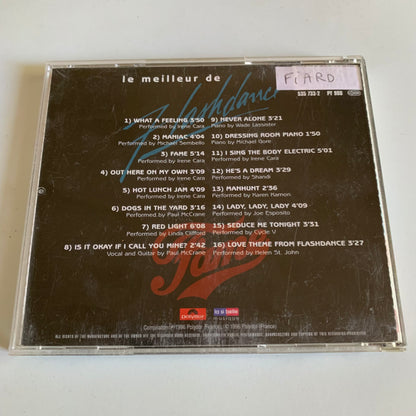 le meilleur de
Flashdance
FiARD
535 733-2 PY 900
1) WHAT A FEELING 3'50
Performed by Irene Cara
2) MANIAC 4'04
Performed by Michael Sembello
3) FAME 5'14
Performed by Irene Cara
4) OUT HERE ON MY OWN 3'09
Performed by Irene Cara
5) HOT LUNCH JAM 4'09
Performed by Irene Cara
6) DOGS IN THE YARD 3'16
Performed by Paul McCrane
7) RED LIGHT 6'08
Performed by Linda Clifford
8) IS IT OKAY IF I CALL YOU MINE? 2'42
Vocal and Guitar by Paul McCrane
9) NEVER ALONE 3'21
Piano by Wade Lassister
10) DRESSING ROOM PIANO 1'50
Piano by Michael Gore
11) I SING THE BODY ELECTRIC 5'01
Performed by Irene Cara
12) HE'S A DREAM 3'29
Performed by Shandi
13) MANHUNT 2'36
Performed by Karen Kamon
14) LADY, LADY, LADY 4'09
Performed by Joe Esposito
15) SEDUCE ME TONIGHT 3'31
Performed by Cycle V
16) LOVE THEME FROM FLASHDANCE 3'27
Performed by Helen St. John
Fame
polydor
Compilation ℗ 1996 Polydor (France), © 1996 Polydor (France)